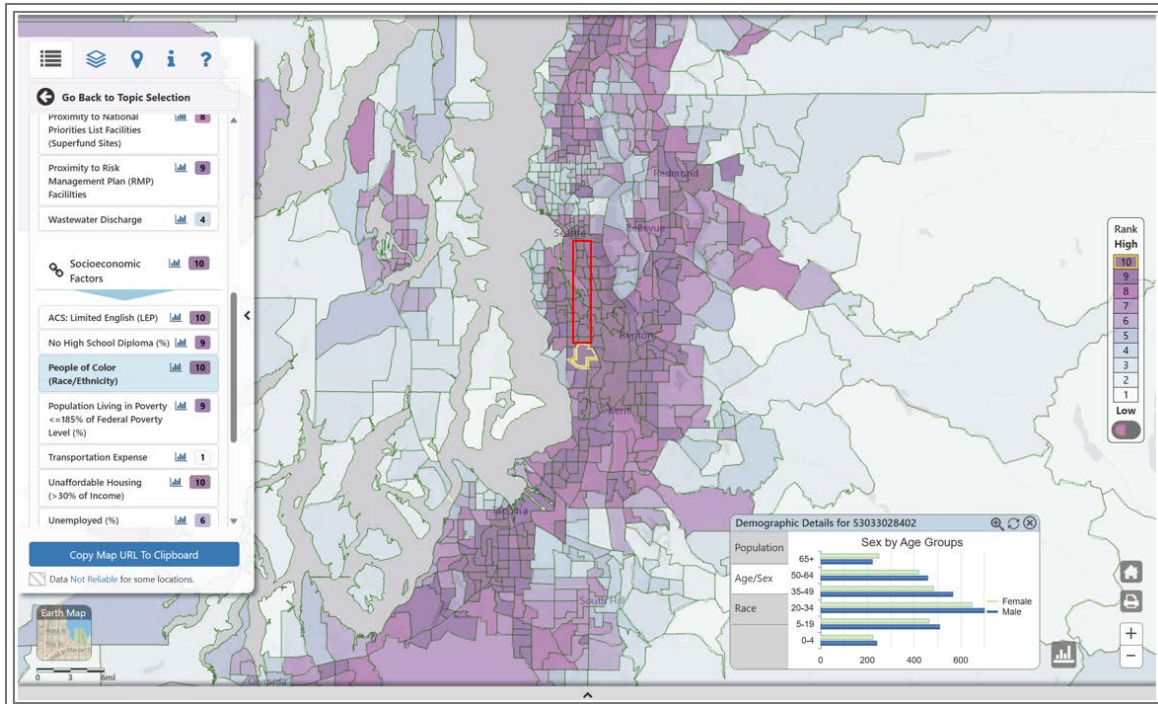 ?
Go Back to Topic Selection
Proximity to National
Priorities List Facilities
(Superfund Sites)
8
Proximity to Risk
Management Plan (RMP)
Facililties
9
Wastewater Discharge
4
Socioeconomic
Factors
10
ACS: Limited English (LEP)
10
No High School Diploma (%)
9
People of Color
(Race/Ethnicity)
10
Population Living in Poverty
<=185% of Federal Poverty
Level (%)
9
Transportation Expense
1
Unaffordable Housing
(>30% of Income)
10
Unemployed (%)
6
Copy Map URL To Clipboard
Data Not Reliable for some locations.
Earth Map
0 3 6mi
Redmond
Seattle
Bellevue
Renton
Kent
Tacoma
South Hill
Olympia
Rank
High
10
9
8
7
6
5
4
3
2
1
Low
Demographic Details for 53033028402
Population
Age/Sex
Race
Sex by Age Groups
65+
50-64
35-49
20-34
5-19
0-4
0 200 400 600
Female
Male
+
−